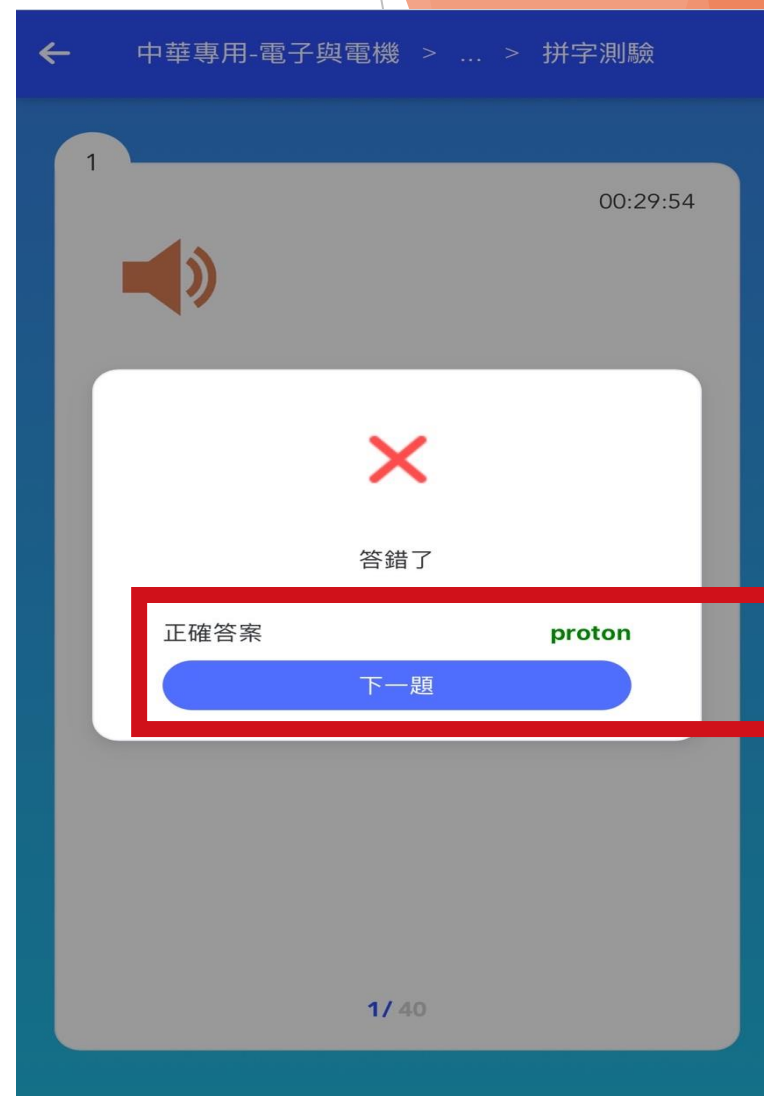 中華專用-電子與電機 > ... > 拼字測驗
1
00:29:54
答錯了
正確答案 proton
下一題
1/ 40